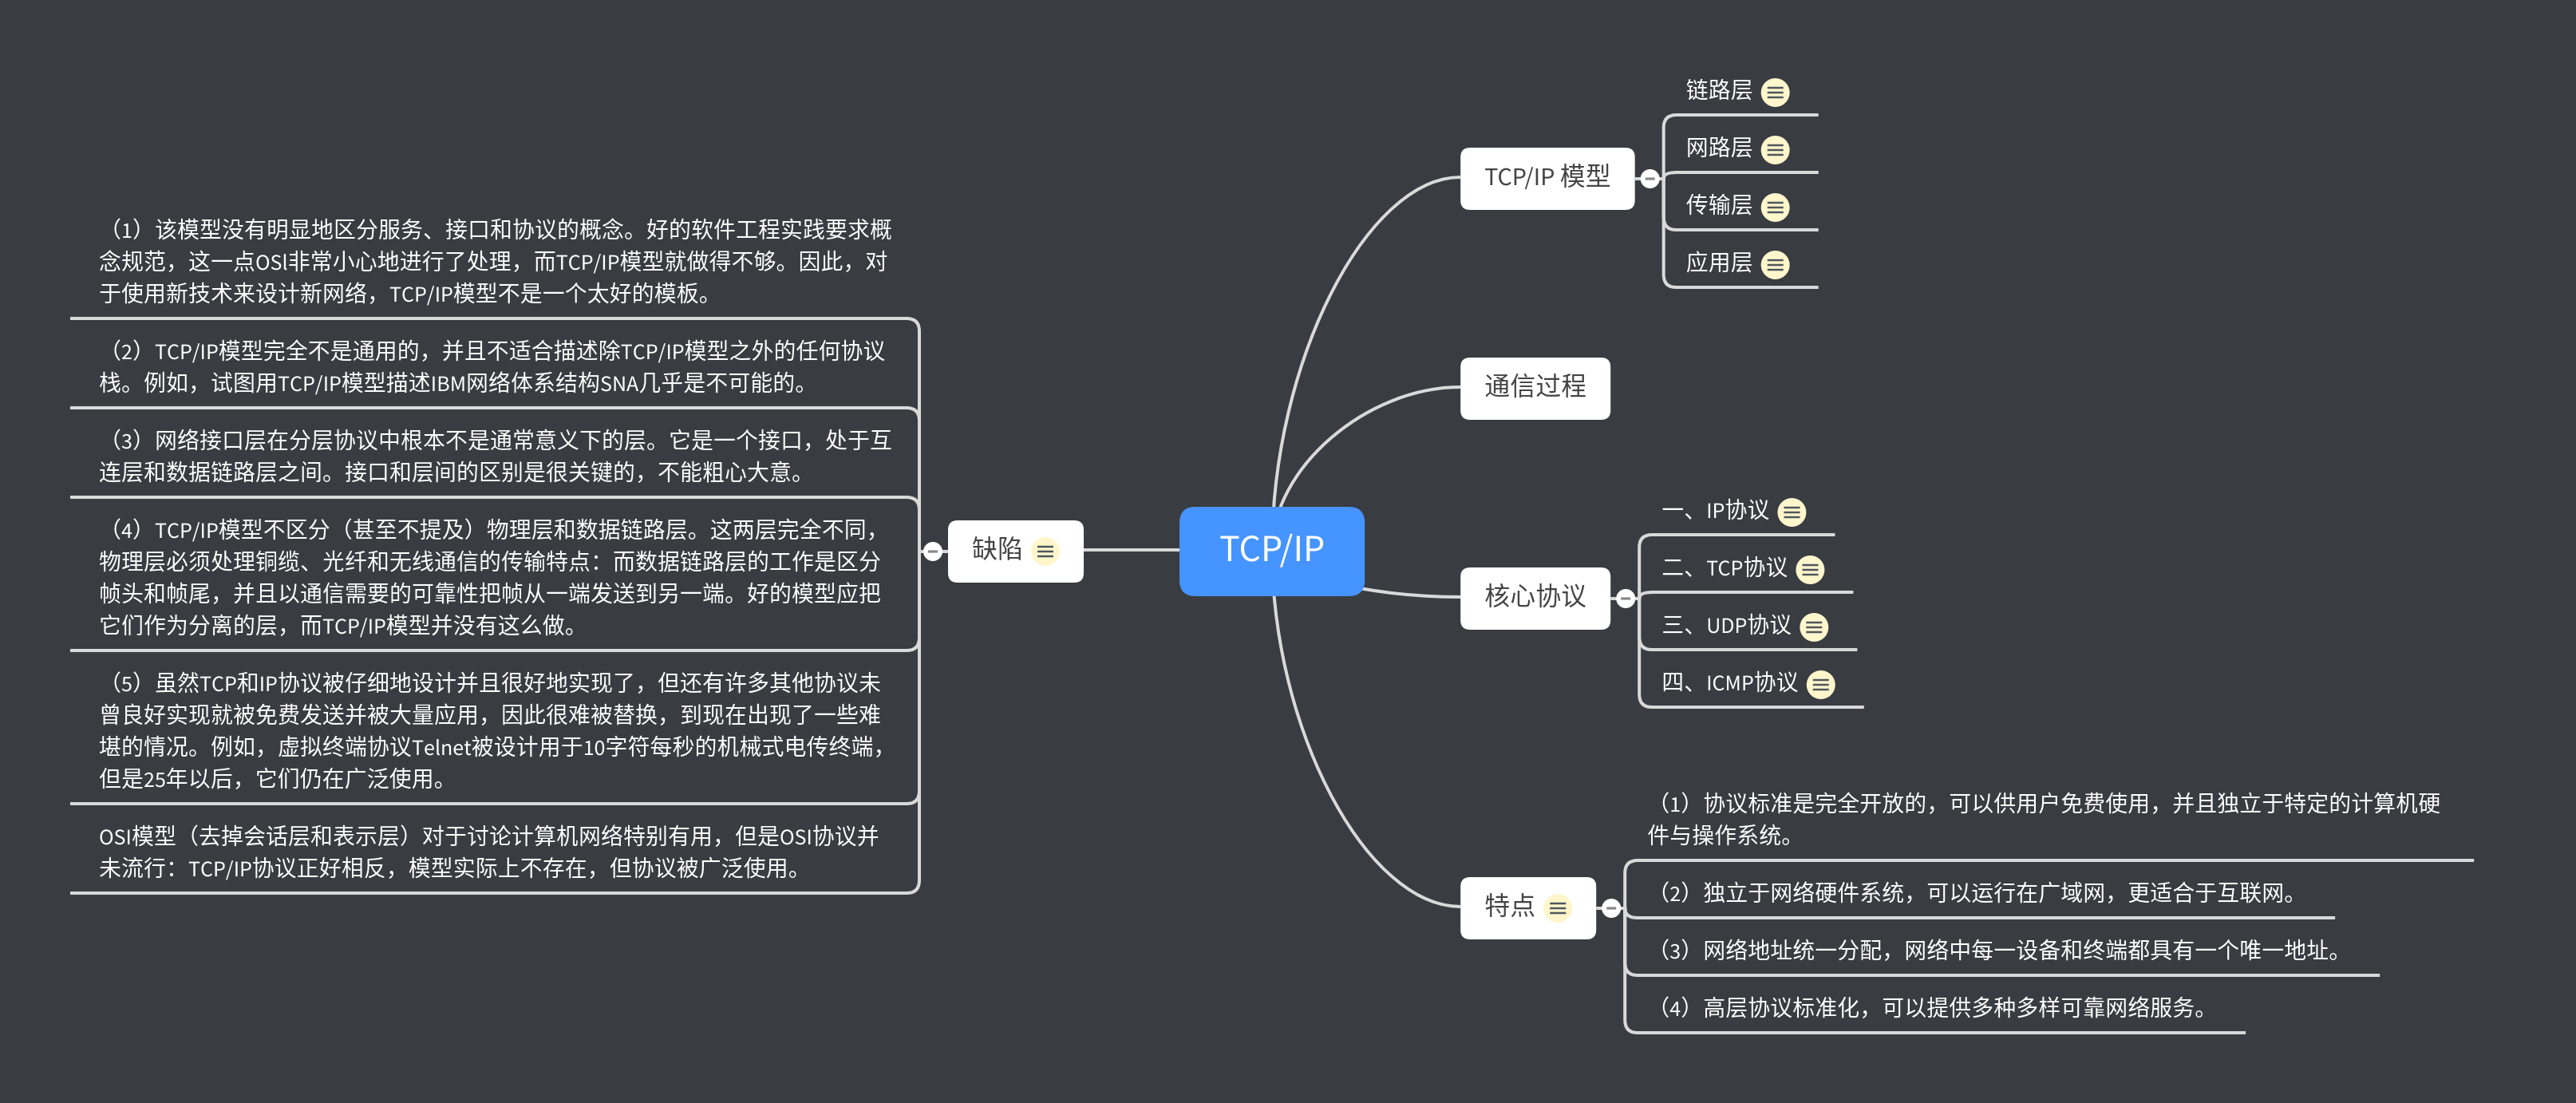 TCP/IP
TCP/IP 模型
链路层
网路层
传输层
应用层
通信过程
核心协议
一、IP协议
二、TCP协议
三、UDP协议
四、ICMP协议
特点
（1）协议标准是完全开放的，可以供用户免费使用，并且独立于特定的计算机硬
件与操作系统。
（2）独立于网络硬件系统，可以运行在广域网，更适合于互联网。
（3）网络地址统一分配，网络中每一设备和终端都具有一个唯一地址。
（4）高层协议标准化，可以提供多种多样可靠网络服务。
缺陷
（1）该模型没有明显地区分服务、接口和协议的概念。好的软件工程实践要求概
念规范，这一点OSl非常小心地进行了处理，而TCP/IP模型就做得不够。因此，对
于使用新技术来设计新网络，TCP/IP模型不是一个太好的模板。
（2）TCP/IP模型完全不是通用的，并且不适合描述除TCP/IP模型之外的任何协议
栈。例如，试图用TCP/IP模型描述IBM网络体系结构SNA几乎是不可能的。
（3）网络接口层在分层协议中根本不是通常意义下的层。它是一个接口，处于互
连层和数据链路层之间。接口和层间的区别是很关键的，不能粗心大意。
（4）TCP/IP模型不区分（甚至不提及）物理层和数据链路层。这两层完全不同，
物理层必须处理铜缆、光纤和无线通信的传输特点：而数据链路层的工作是区分
帧头和帧尾，并且以通信需要的可靠性把帧从一端发送到另一端。好的模型应把
它们作为分离的层，而TCP/IP模型并没有这么做。
（5）虽然TCP和IP协议被仔细地设计并且很好地实现了，但还有许多其他协议未
曾良好实现就被免费发送并被大量应用，因此很难被替换，到现在出现了一些难
堪的情况。例如，虚拟终端协议Telnet被设计用于10字符每秒的机械式电传终端，
但是25年以后，它们仍在广泛使用。
OSI模型（去掉会话层和表示层）对于讨论计算机网络特别有用，但是OSI协议并
未流行：TCP/IP协议正好相反，模型实际上不存在，但协议被广泛使用。